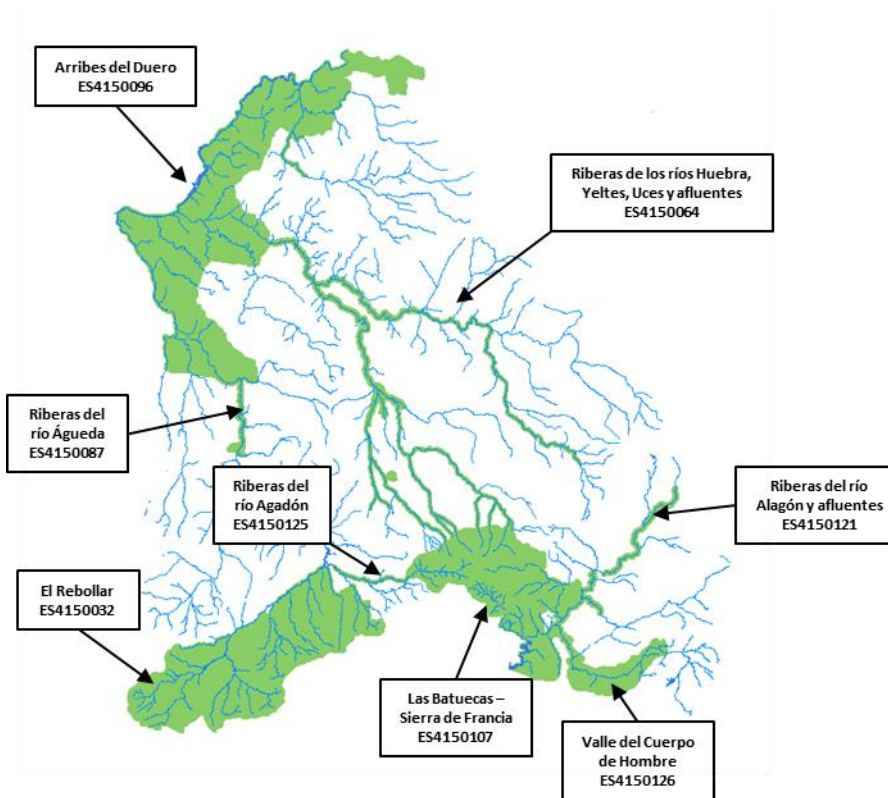 Arribes del Duero
ES4150096
Riberas de los ríos Huebra,
Yeltes, Uces y afluentes
ES4150064
Riberas del
río Águeda
ES4150087
Riberas del
río Agadón
ES4150125
Riberas del río
Alagón y afluentes
ES4150121
El Rebollar
ES4150032
Las Batuecas –
Sierra de Francia
ES4150107
Valle del Cuerpo
de Hombre
ES4150126